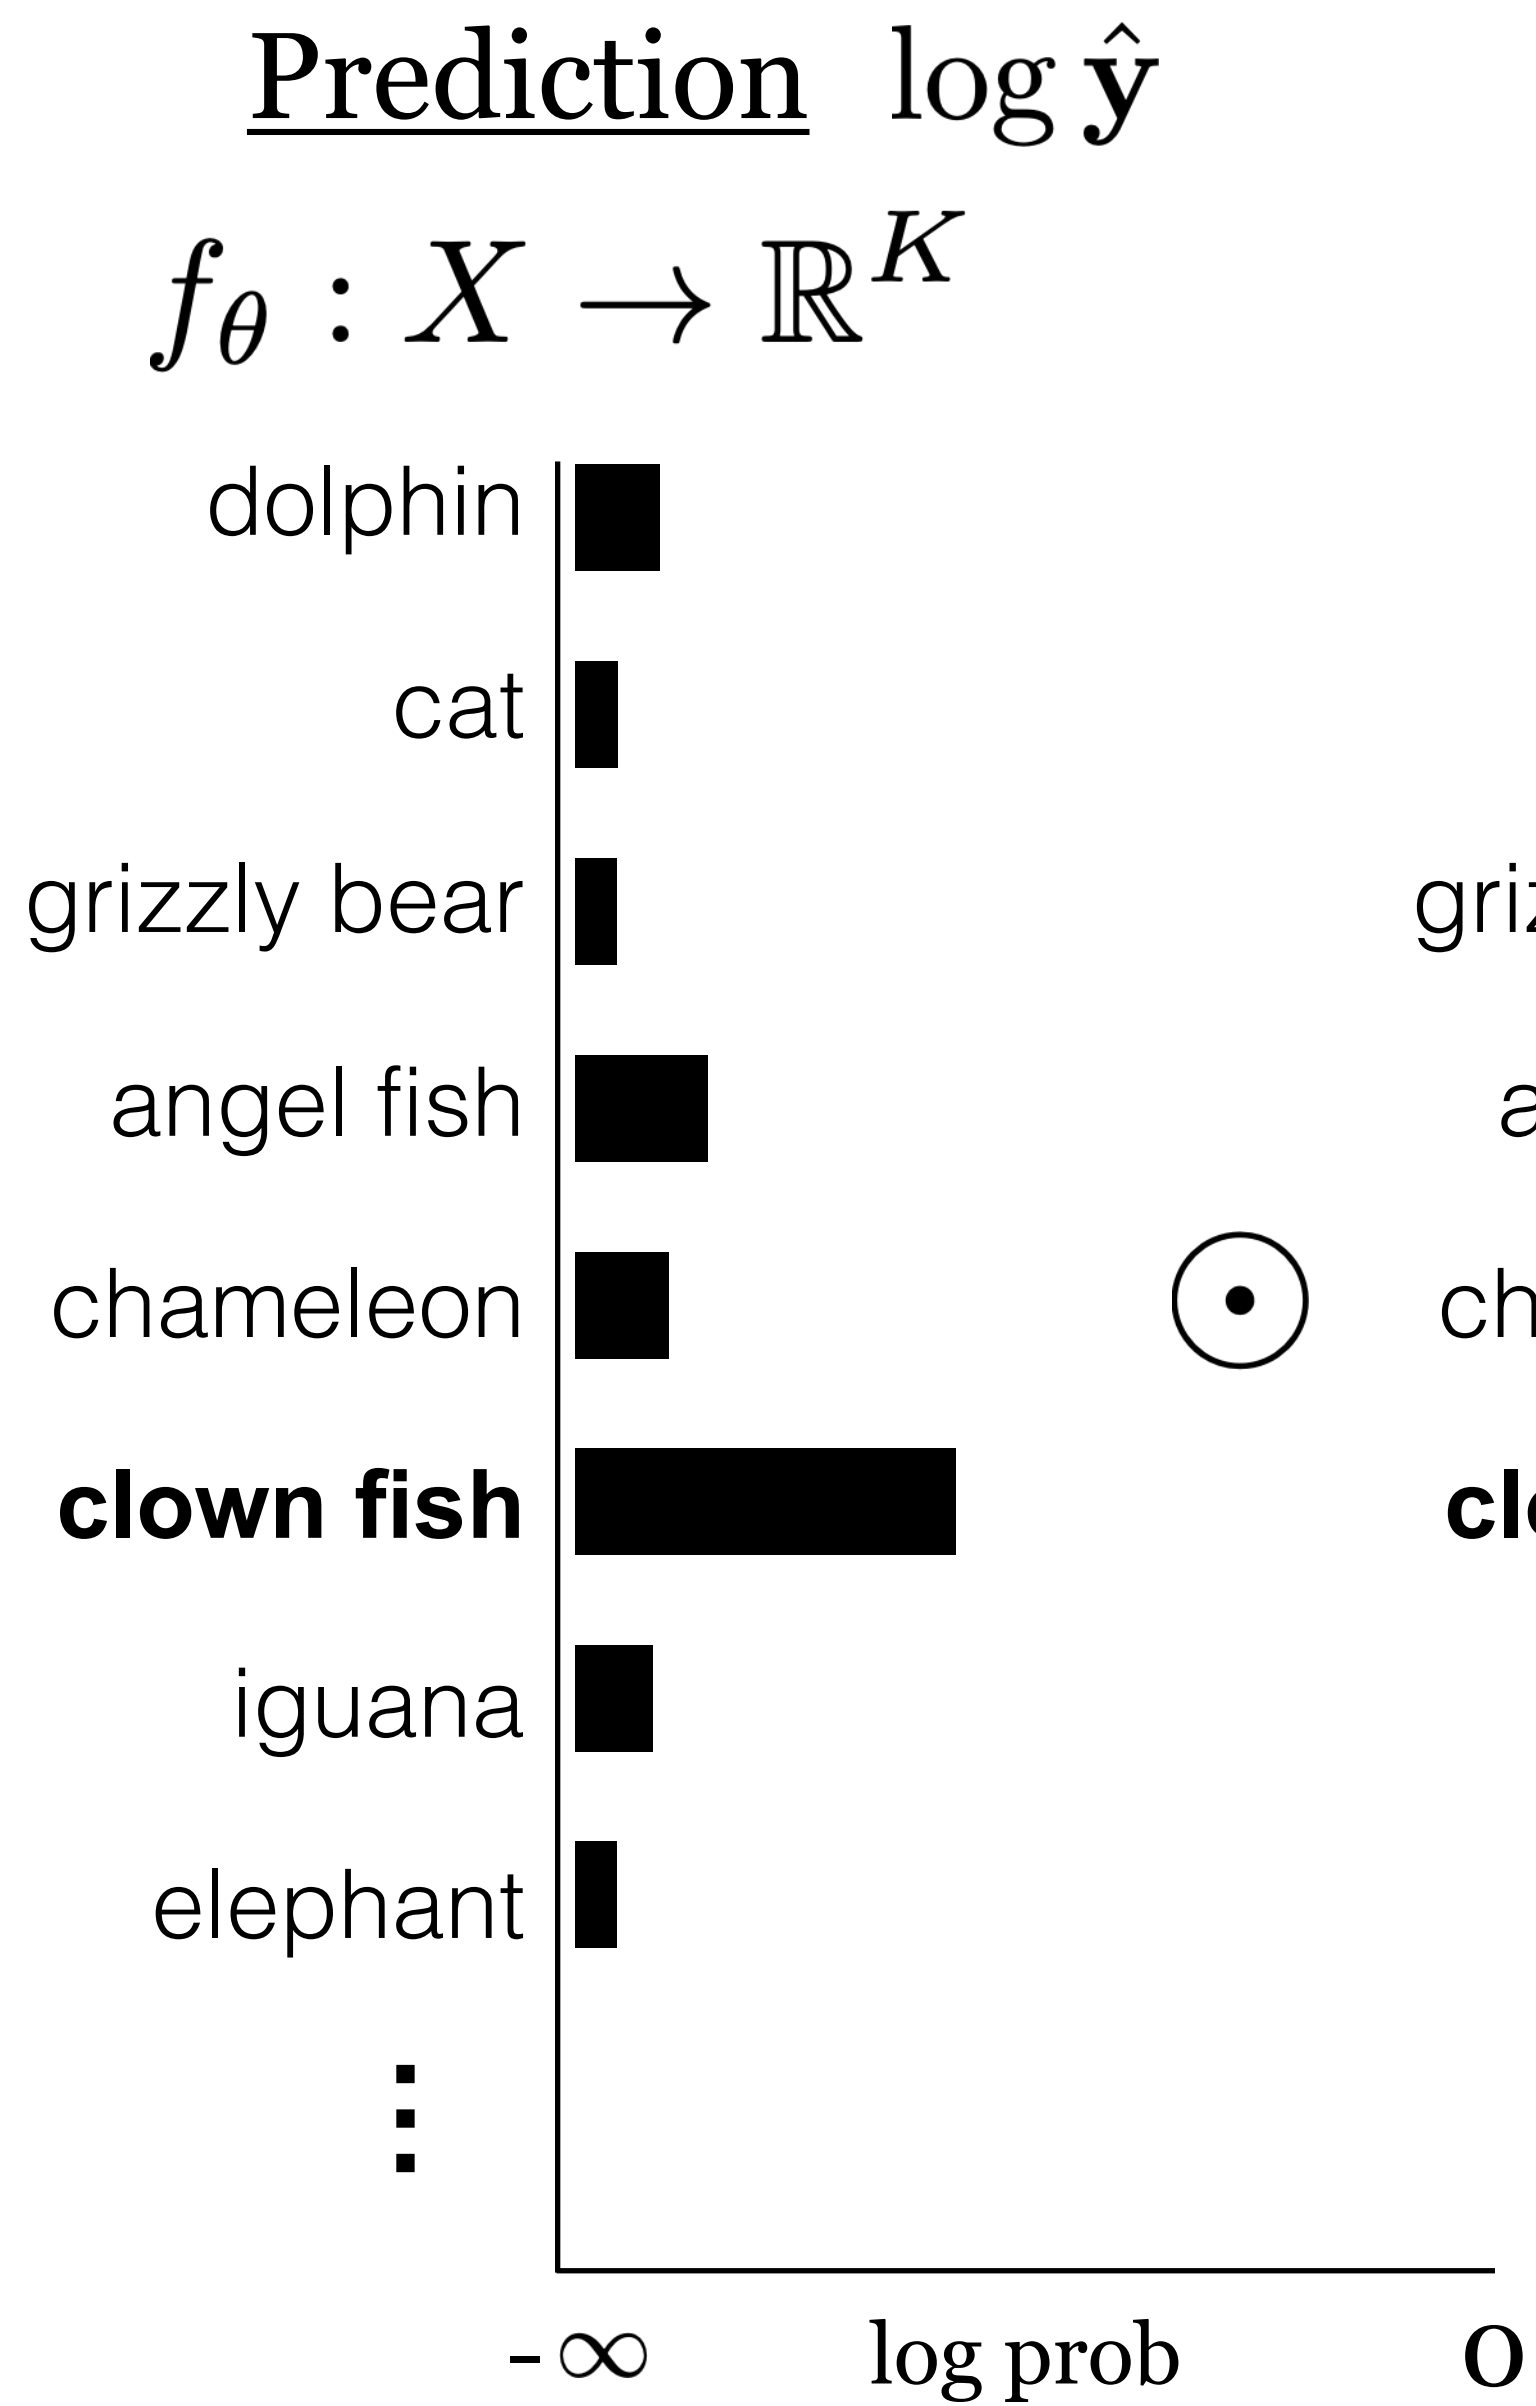 Prediction log ŷ
f_θ : X → ℝ^K
dolphin
cat
grizzly bear
angel fish
chameleon
⊙
clown fish
iguana
elephant
⋮
-∞ log prob 0